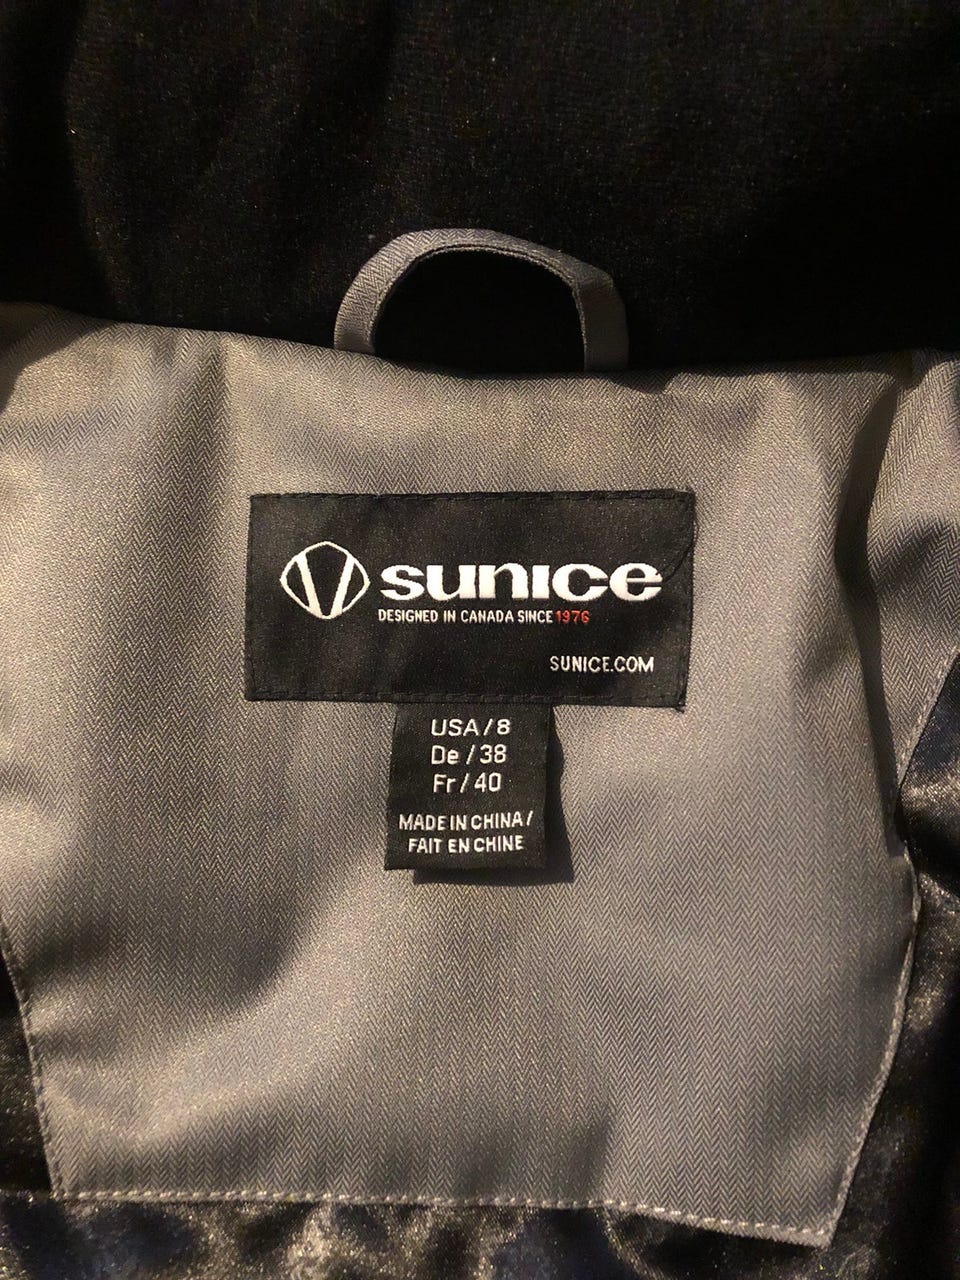 sunice
DESIGNED IN CANADA SINCE 1976
SUNICE.COM
USA / 8
De / 38
Fr / 40
MADE IN CHINA /
FAIT EN CHINE